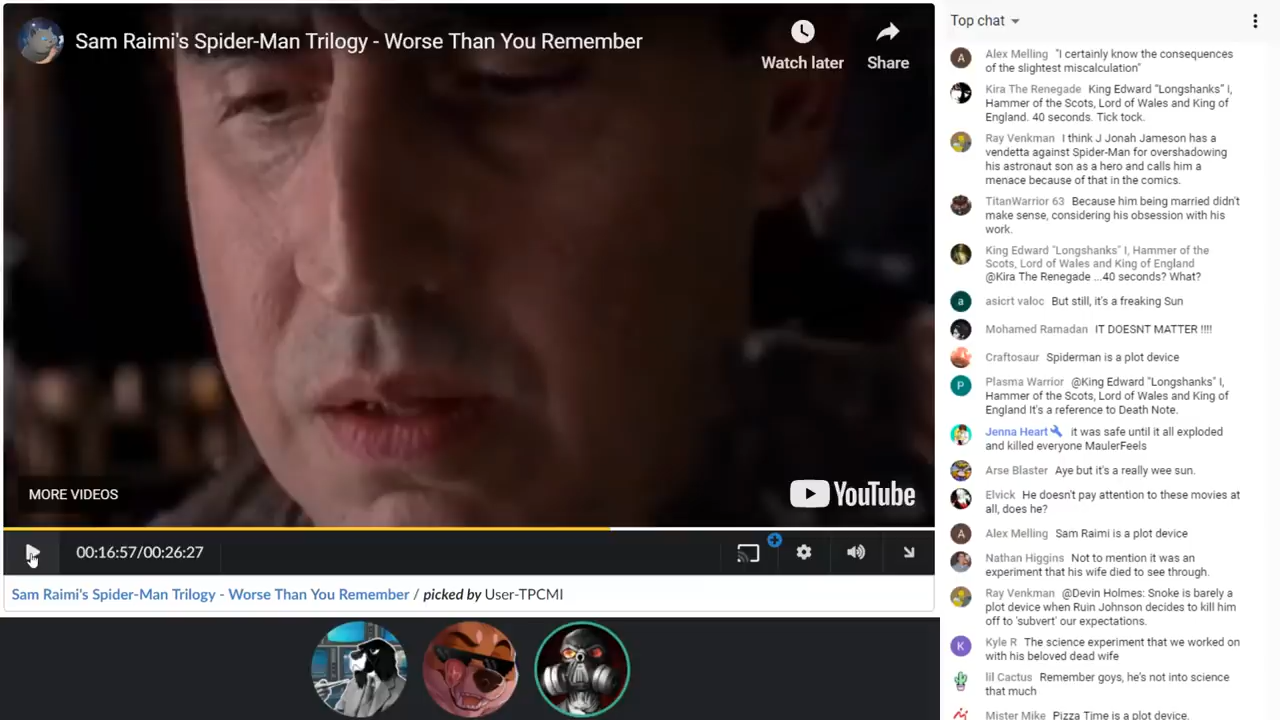 Sam Raimi's Spider-Man Trilogy - Worse Than You Remember
Watch later
Share
MORE VIDEOS
YouTube
00:16:57/00:26:27
Sam Raimi's Spider-Man Trilogy - Worse Than You Remember / picked by User-TPCMI
Top chat
A
Alex Melling "I certainly know the consequences
of the slightest miscalculation"
Kira The Renegade King Edward "Longshanks" I,
Hammer of the Scots, Lord of Wales and King of
England. 40 seconds. Tick tock.
Ray Venkman I think J Jonah Jameson has a
vendetta against Spider-Man for overshadowing
his astronaut son as a hero and calls him a
menace because of that in the comics.
TitanWarrior 63 Because him being married didn't
make sense, considering his obsession with his
work.
King Edward "Longshanks" I, Hammer of the
Scots, Lord of Wales and King of England
@Kira The Renegade ...40 seconds? What?
a
asicrt valoc But still, it's a freaking Sun
Mohamed Ramadan IT DOESNT MATTER !!!!
Craftosaur Spiderman is a plot device
P
Plasma Warrior @King Edward "Longshanks" I,
Hammer of the Scots, Lord of Wales and King of
England It's a reference to Death Note.
Jenna Heart it was safe until it all exploded
and killed everyone MaulerFeels
Arse Blaster Aye but it's a really wee sun.
Elvick He doesn't pay attention to these movies at
all, does he?
A
Alex Melling Sam Raimi is a plot device
Nathan Higgins Not to mention it was an
experiment that his wife died to see through.
Ray Venkman @Devin Holmes: Snoke is barely a
plot device when Ruin Johnson decides to kill him
off to 'subvert' our expectations.
K
Kyle R The science experiment that we worked on
with his beloved dead wife
lil Cactus Remember goys, he's not into science
that much
Mister Mike Pizza Time is a plot device.